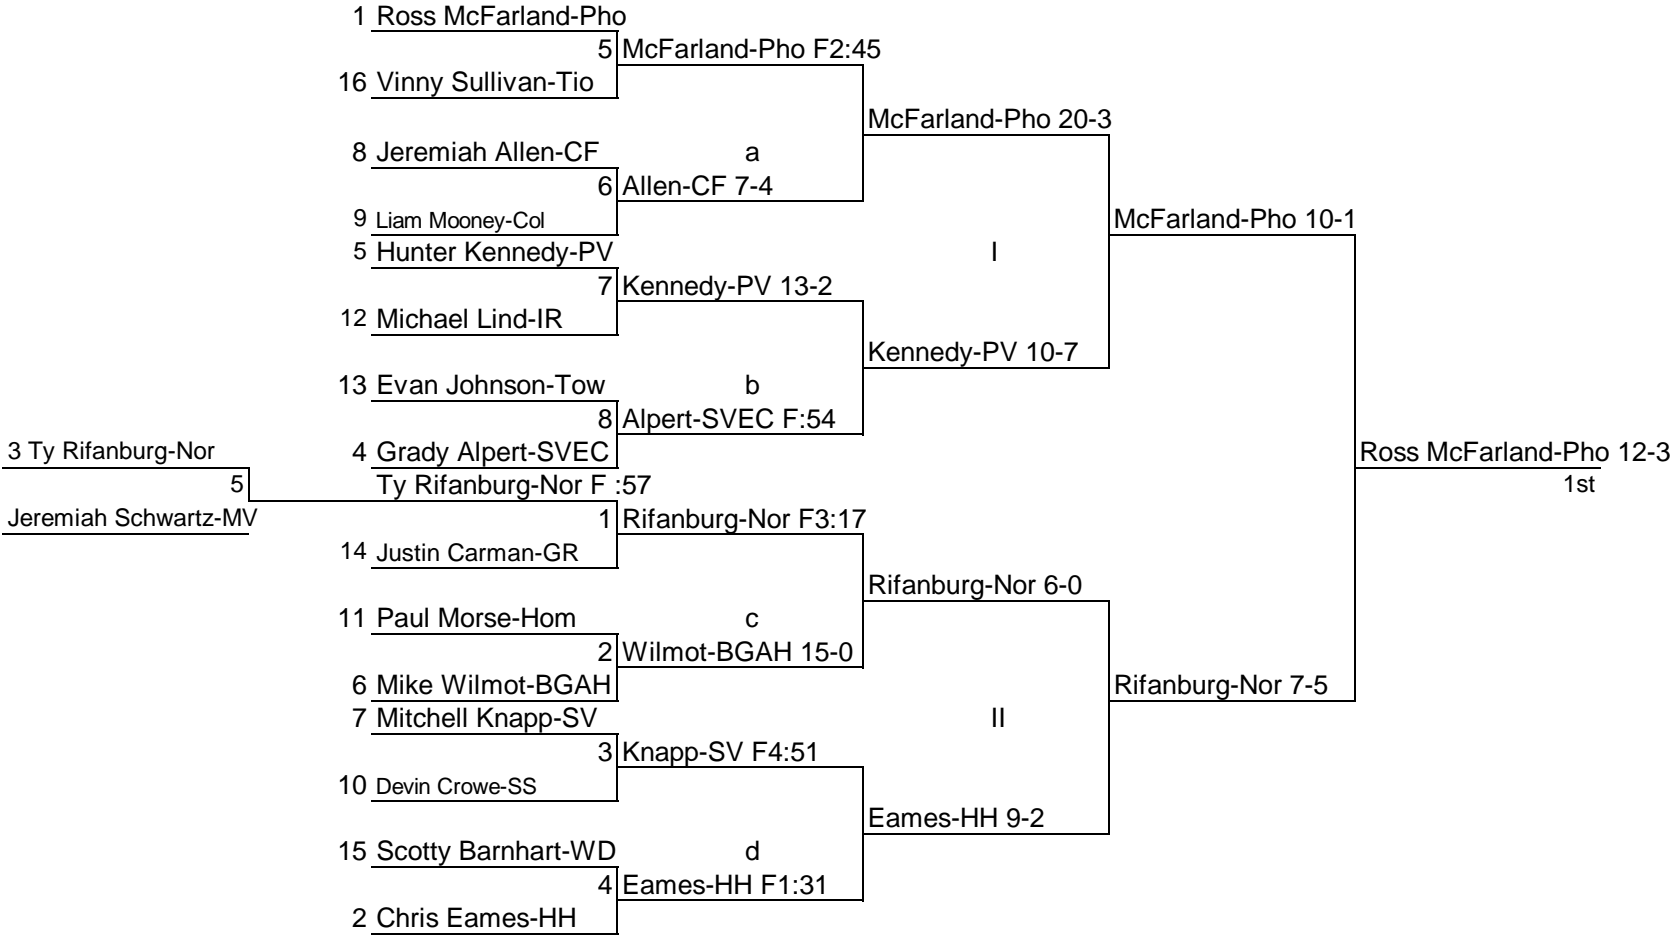 1 Ross McFarland-Pho
5 McFarland-Pho F2:45
16 Vinny Sullivan-Tio
McFarland-Pho 20-3
8 Jeremiah Allen-CF a
6 Allen-CF 7-4
9 Liam Mooney-Col McFarland-Pho 10-1
5 Hunter Kennedy-PV I
7 Kennedy-PV 13-2
12 Michael Lind-IR
Kennedy-PV 10-7
13 Evan Johnson-Tow b
8 Alpert-SVEC F:54
3 Ty Rifanburg-Nor 4 Grady Alpert-SVEC Ross McFarland-Pho 12-3
5 Ty Rifanburg-Nor F :57 1st
Jeremiah Schwartz-MV 1 Rifanburg-Nor F3:17
14 Justin Carman-GR
Rifanburg-Nor 6-0
11 Paul Morse-Hom c
2 Wilmot-BGAH 15-0
6 Mike Wilmot-BGAH Rifanburg-Nor 7-5
7 Mitchell Knapp-SV II
3 Knapp-SV F4:51
10 Devin Crowe-SS
Eames-HH 9-2
15 Scotty Barnhart-WD d
4 Eames-HH F1:31
2 Chris Eames-HH